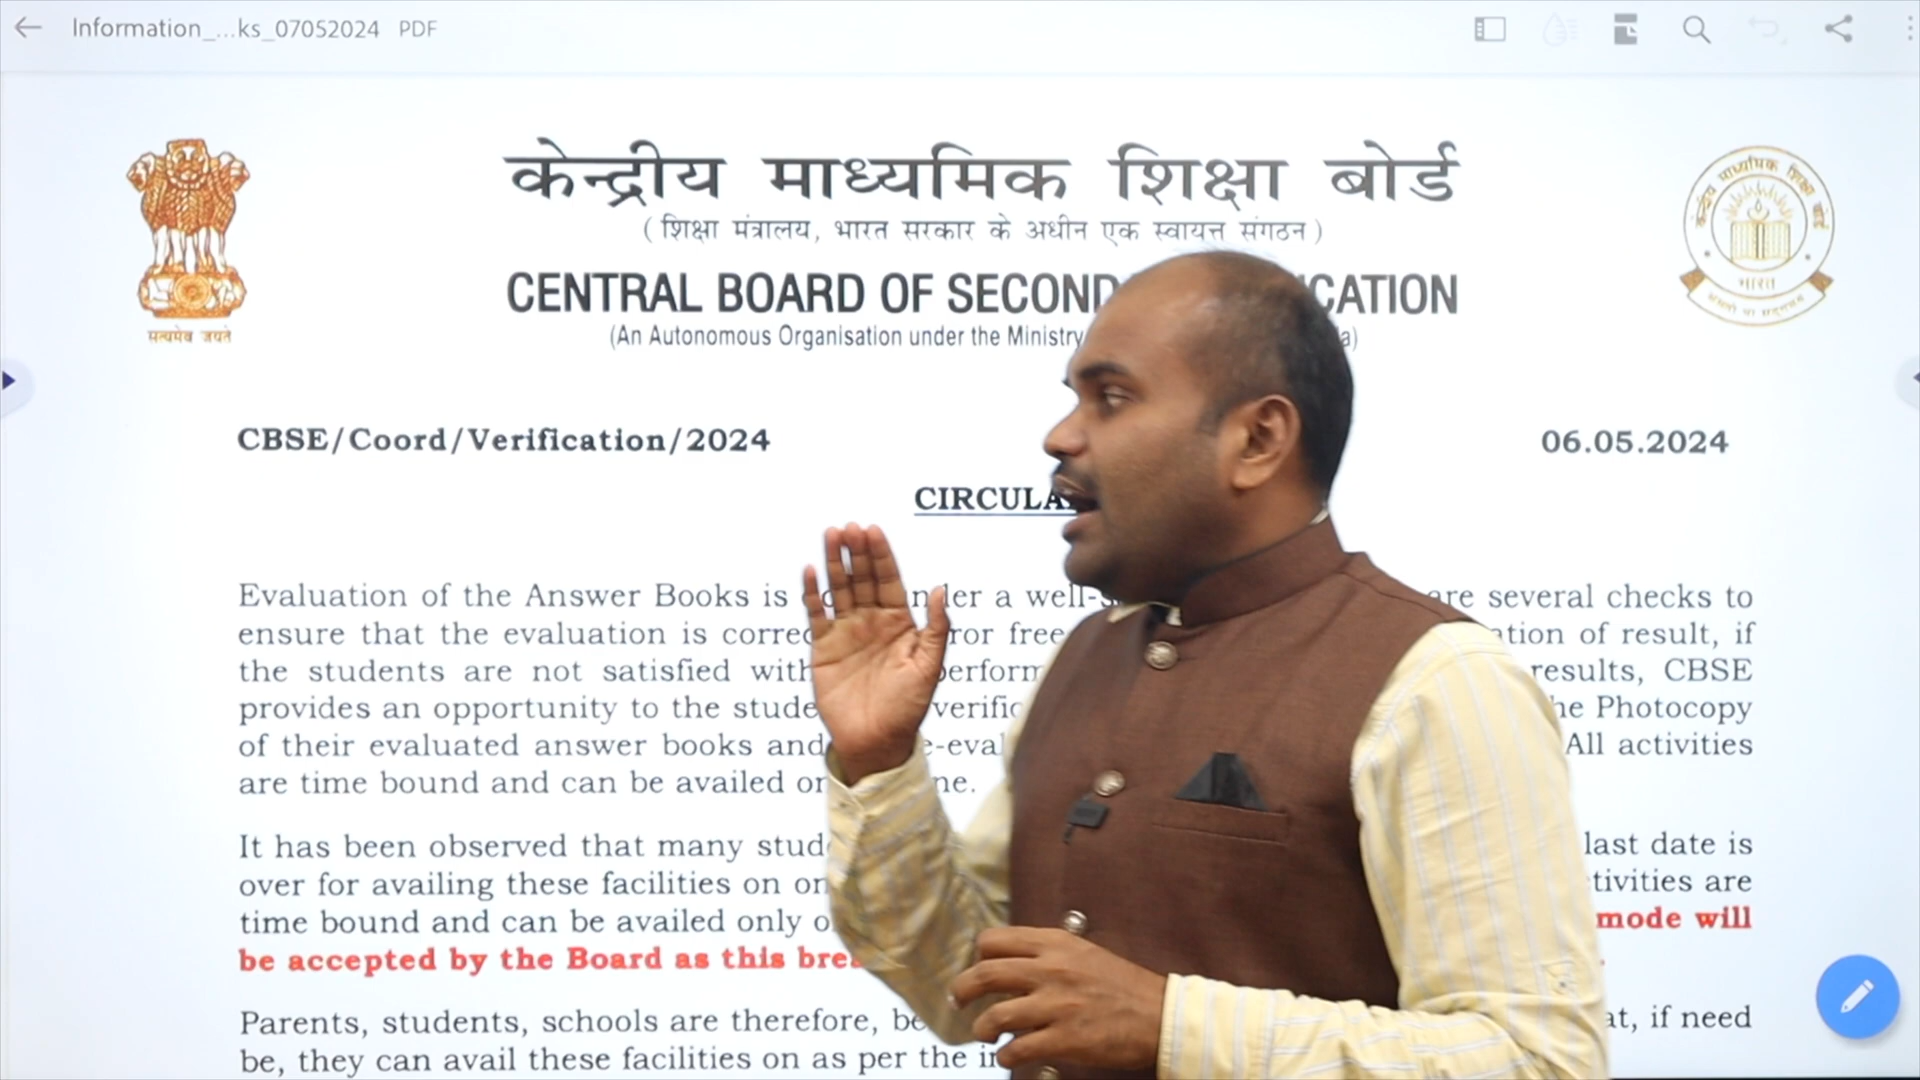 Information_...ks_07052024 PDF
केन्द्रीय माध्यमिक शिक्षा बोर्ड
( शिक्षा मंत्रालय, भारत सरकार के अधीन एक स्वायत्त संगठन )
CENTRAL BOARD OF SECOND CATION
(An Autonomous Organisation under the Ministry a)
सत्यमेव जयते
केन्द्रीय माध्यमिक शिक्षा बोर्ड
भारत
CBSE/Coord/Verification/2024 06.05.2024
CIRCULA
Evaluation of the Answer Books is under a well- are several checks to
ensure that the evaluation is correc ror free ation of result, if
the students are not satisfied with perform results, CBSE
provides an opportunity to the stude verific the Photocopy
of their evaluated answer books and e-eval All activities
are time bound and can be availed on ne.
It has been observed that many stud last date is
over for availing these facilities on on tivities are
time bound and can be availed only o mode will
be accepted by the Board as this brea
Parents, students, schools are therefore, be at, if need
be, they can avail these facilities on as per the in